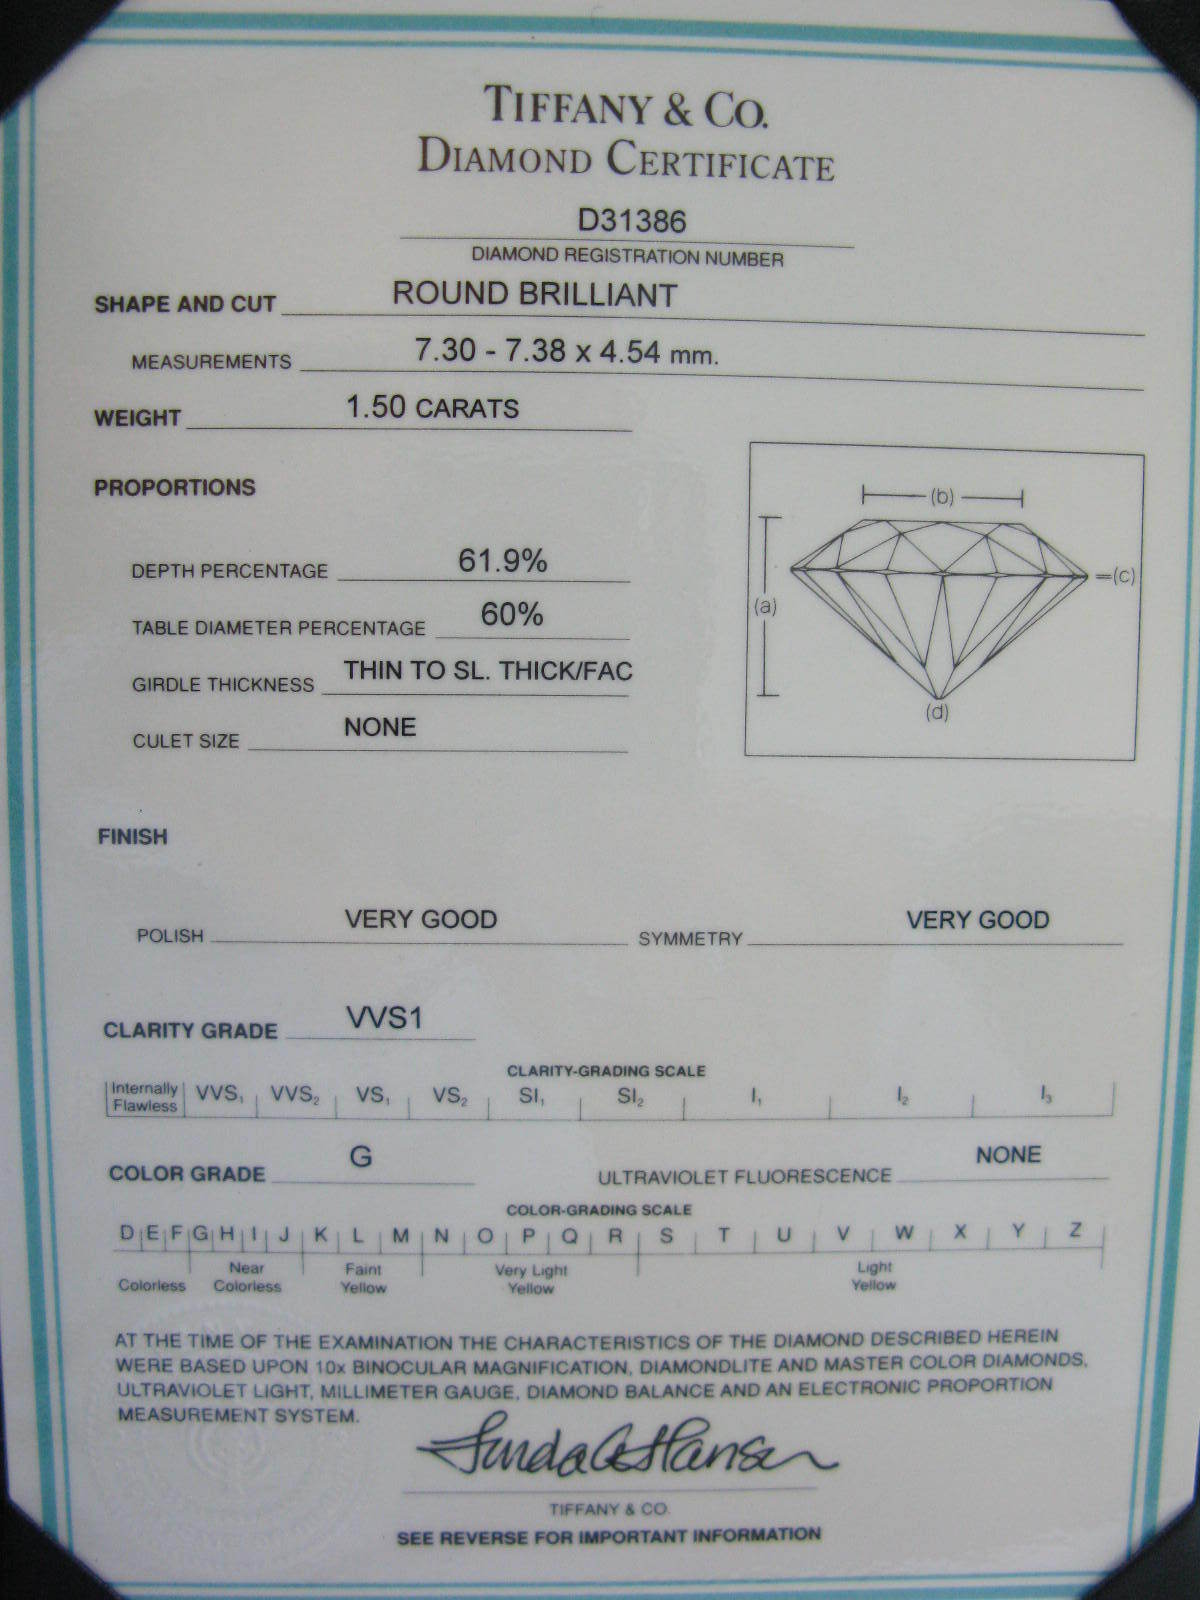 TIFFANY & CO.
DIAMOND CERTIFICATE
D31386
DIAMOND REGISTRATION NUMBER
SHAPE AND CUT ROUND BRILLIANT
MEASUREMENTS 7.30 - 7.38 x 4.54 mm.
WEIGHT 1.50 CARATS
PROPORTIONS
DEPTH PERCENTAGE 61.9%
TABLE DIAMETER PERCENTAGE 60%
GIRDLE THICKNESS THIN TO SL. THICK/FAC
CULET SIZE NONE
(b)
(a)
(c)
(d)
FINISH
POLISH VERY GOOD SYMMETRY VERY GOOD
CLARITY GRADE VVS1
CLARITY-GRADING SCALE
Internally Flawless VVS₁ VVS₂ VS₁ VS₂ SI₁ SI₂ I₁ I₂ I₃
COLOR GRADE G ULTRAVIOLET FLUORESCENCE NONE
COLOR-GRADING SCALE
D E F G H I J K L M N O P Q R S T U V W X Y Z
Colorless Near Colorless Faint Yellow Very Light Yellow Light Yellow
AT THE TIME OF THE EXAMINATION THE CHARACTERISTICS OF THE DIAMOND DESCRIBED HEREIN
WERE BASED UPON 10x BINOCULAR MAGNIFICATION, DIAMONDLITE AND MASTER COLOR DIAMONDS,
ULTRAVIOLET LIGHT, MILLIMETER GAUGE, DIAMOND BALANCE AND AN ELECTRONIC PROPORTION
MEASUREMENT SYSTEM.
TIFFANY & CO.
SEE REVERSE FOR IMPORTANT INFORMATION